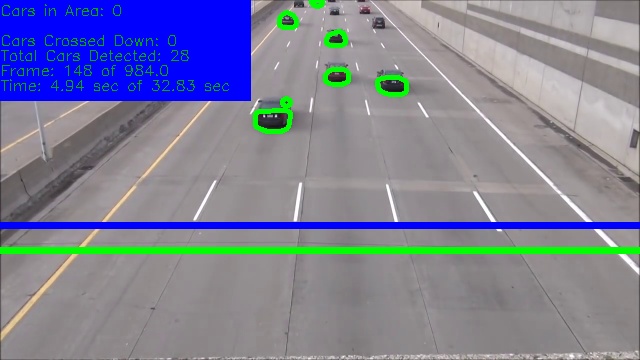 Cars in Area: 0
Cars Crossed Down: 0
Total Cars Detected: 28
Frame: 148 of 984.0
Time: 4.94 sec of 32.83 sec